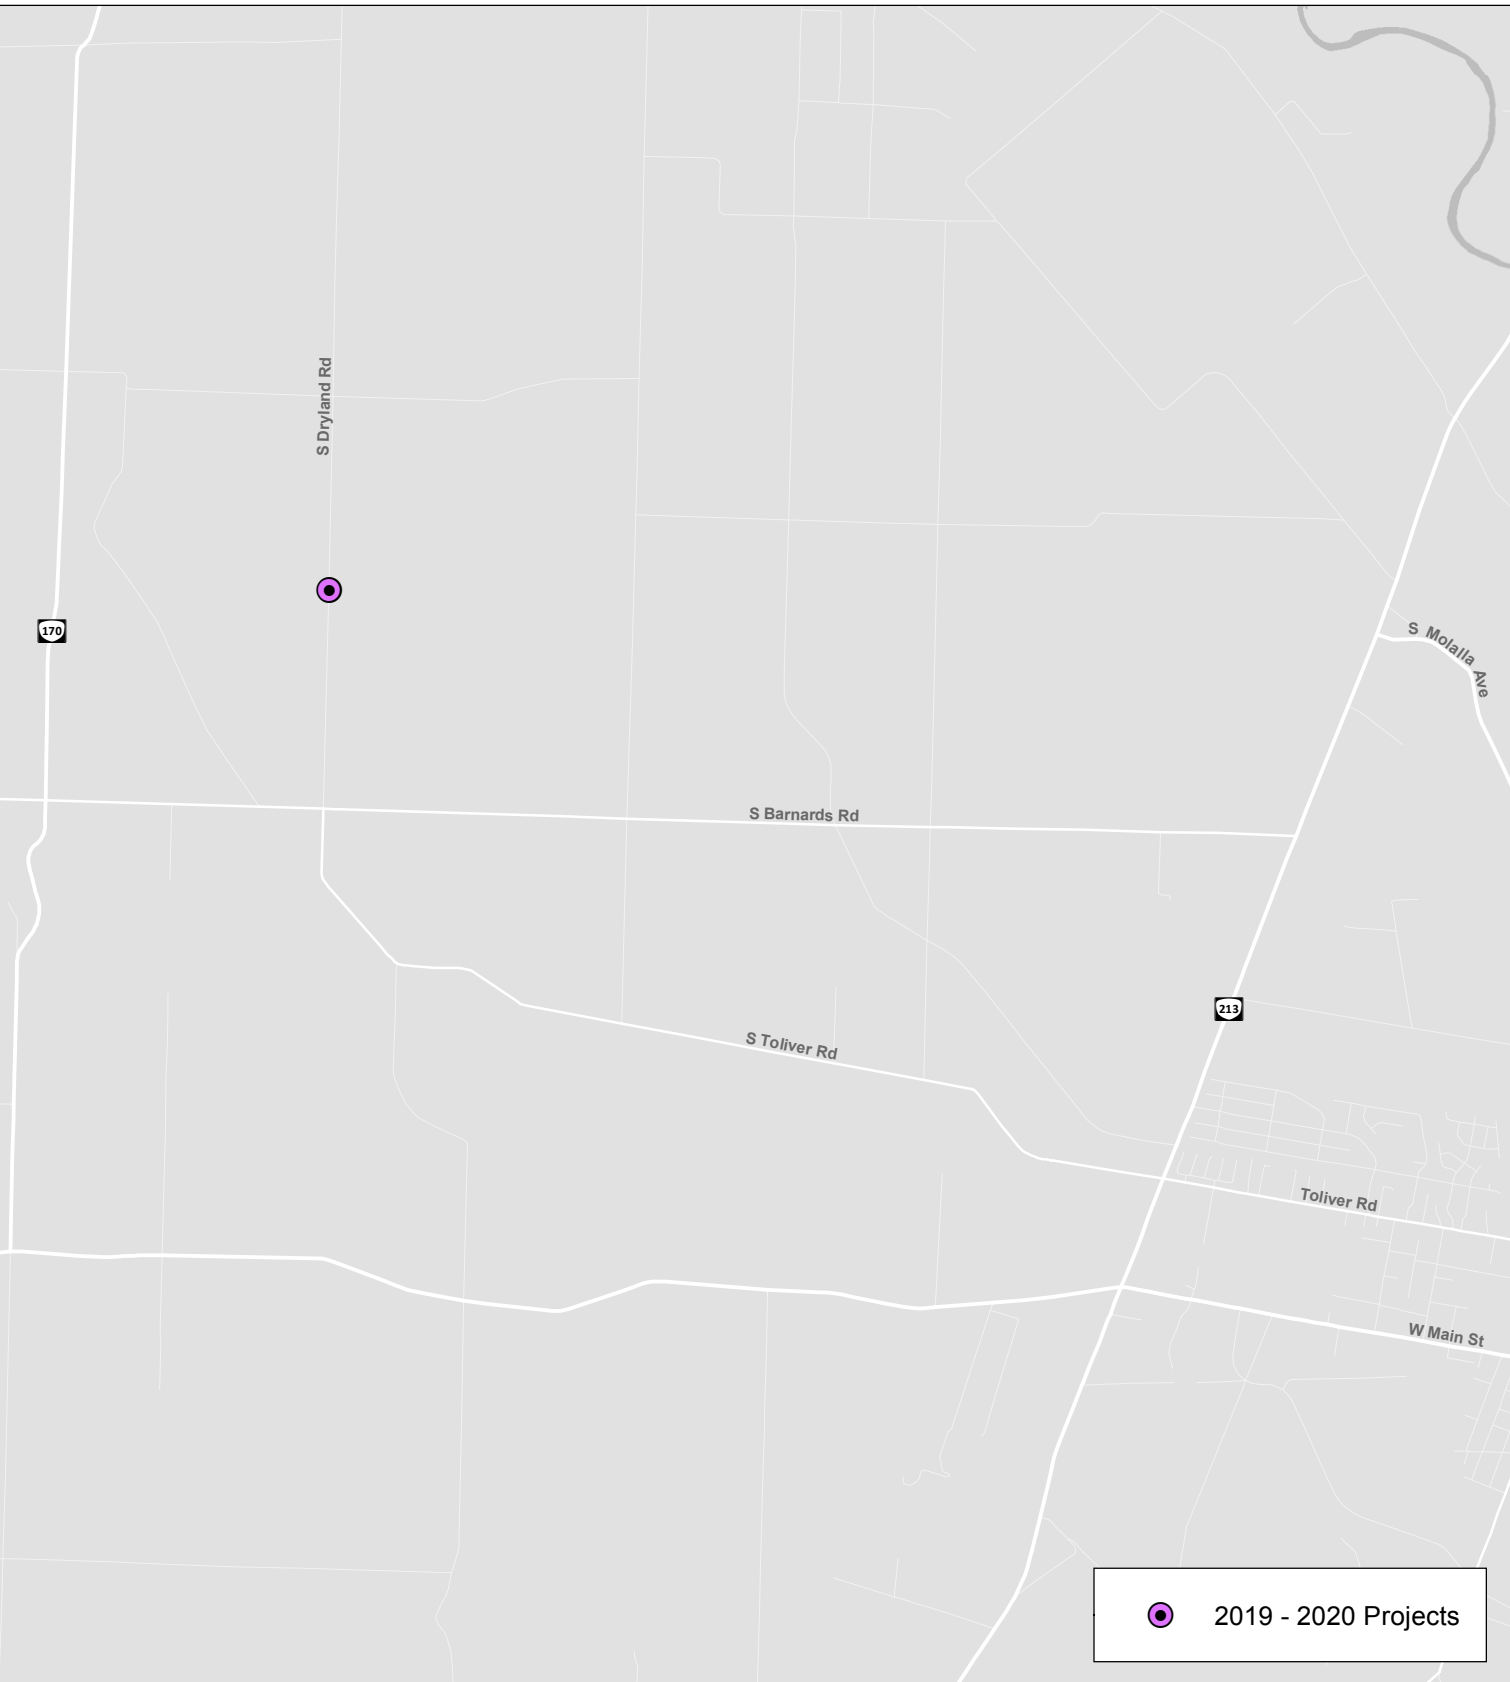 S Dryland Rd
170
S Molalla Ave
S Barnards Rd
213
S Toliver Rd
Toliver Rd
W Main St
2019 - 2020 Projects